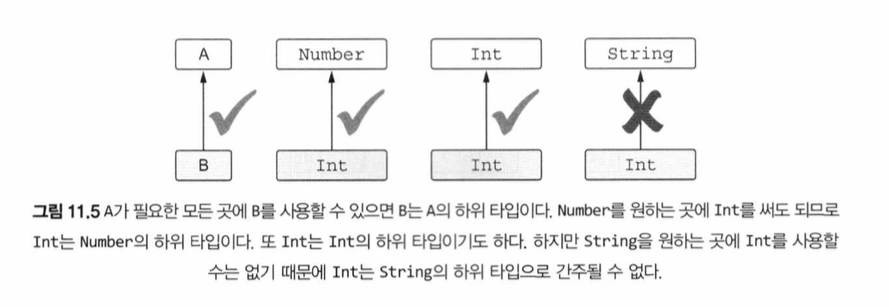 A Number Int String
B Int Int Int
그림 11.5 A가 필요한 모든 곳에 B를 사용할 수 있으면 B는 A의 하위 타입이다. Number를 원하는 곳에 Int를 써도 되므로
Int는 Number의 하위 타입이다. 또 Int는 Int의 하위 타입이기도 하다. 하지만 String을 원하는 곳에 Int를 사용할
수는 없기 때문에 Int는 String의 하위 타입으로 간주될 수 없다.